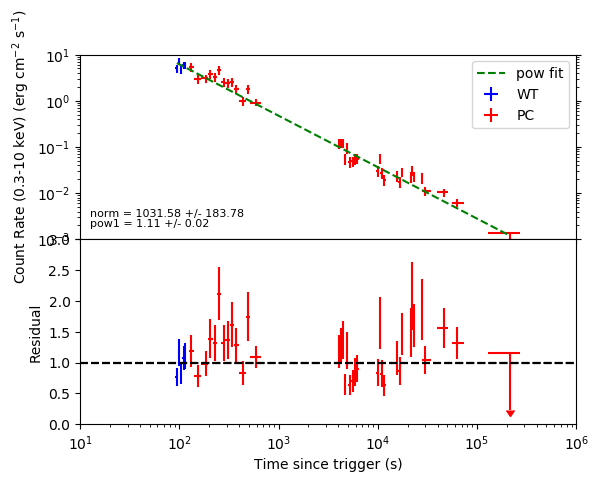 Count Rate (0.3-10 keV) (erg cm⁻² s⁻¹)
10¹
10⁰
10⁻¹
10⁻²
10⁻³
pow fit
WT
PC
norm = 1031.58 +/- 183.78
pow1 = 1.11 +/- 0.02
Residual
3.0
2.5
2.0
1.5
1.0
0.5
0.0
10¹ 10² 10³ 10⁴ 10⁵ 10⁶
Time since trigger (s)